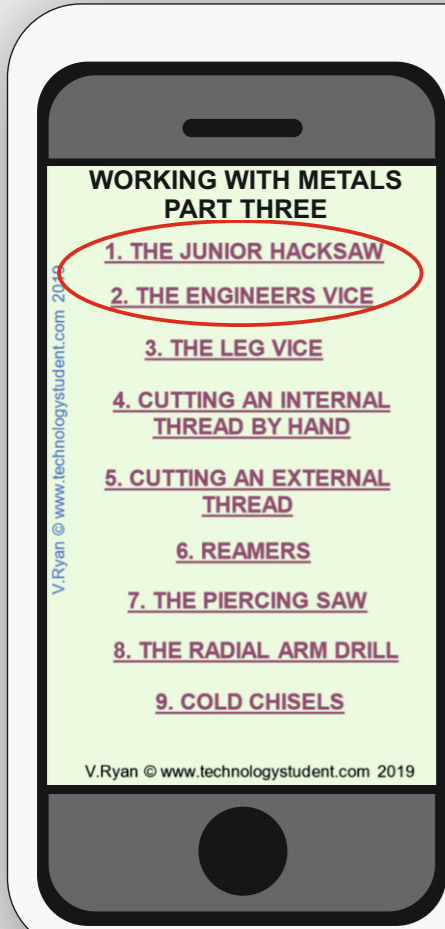 WORKING WITH METALS
PART THREE
1. THE JUNIOR HACKSAW
2. THE ENGINEERS VICE
3. THE LEG VICE
4. CUTTING AN INTERNAL
THREAD BY HAND
5. CUTTING AN EXTERNAL
THREAD
6. REAMERS
7. THE PIERCING SAW
8. THE RADIAL ARM DRILL
9. COLD CHISELS
V.Ryan © www.technologystudent.com 2019
V.Ryan © www.technologystudent.com 2019